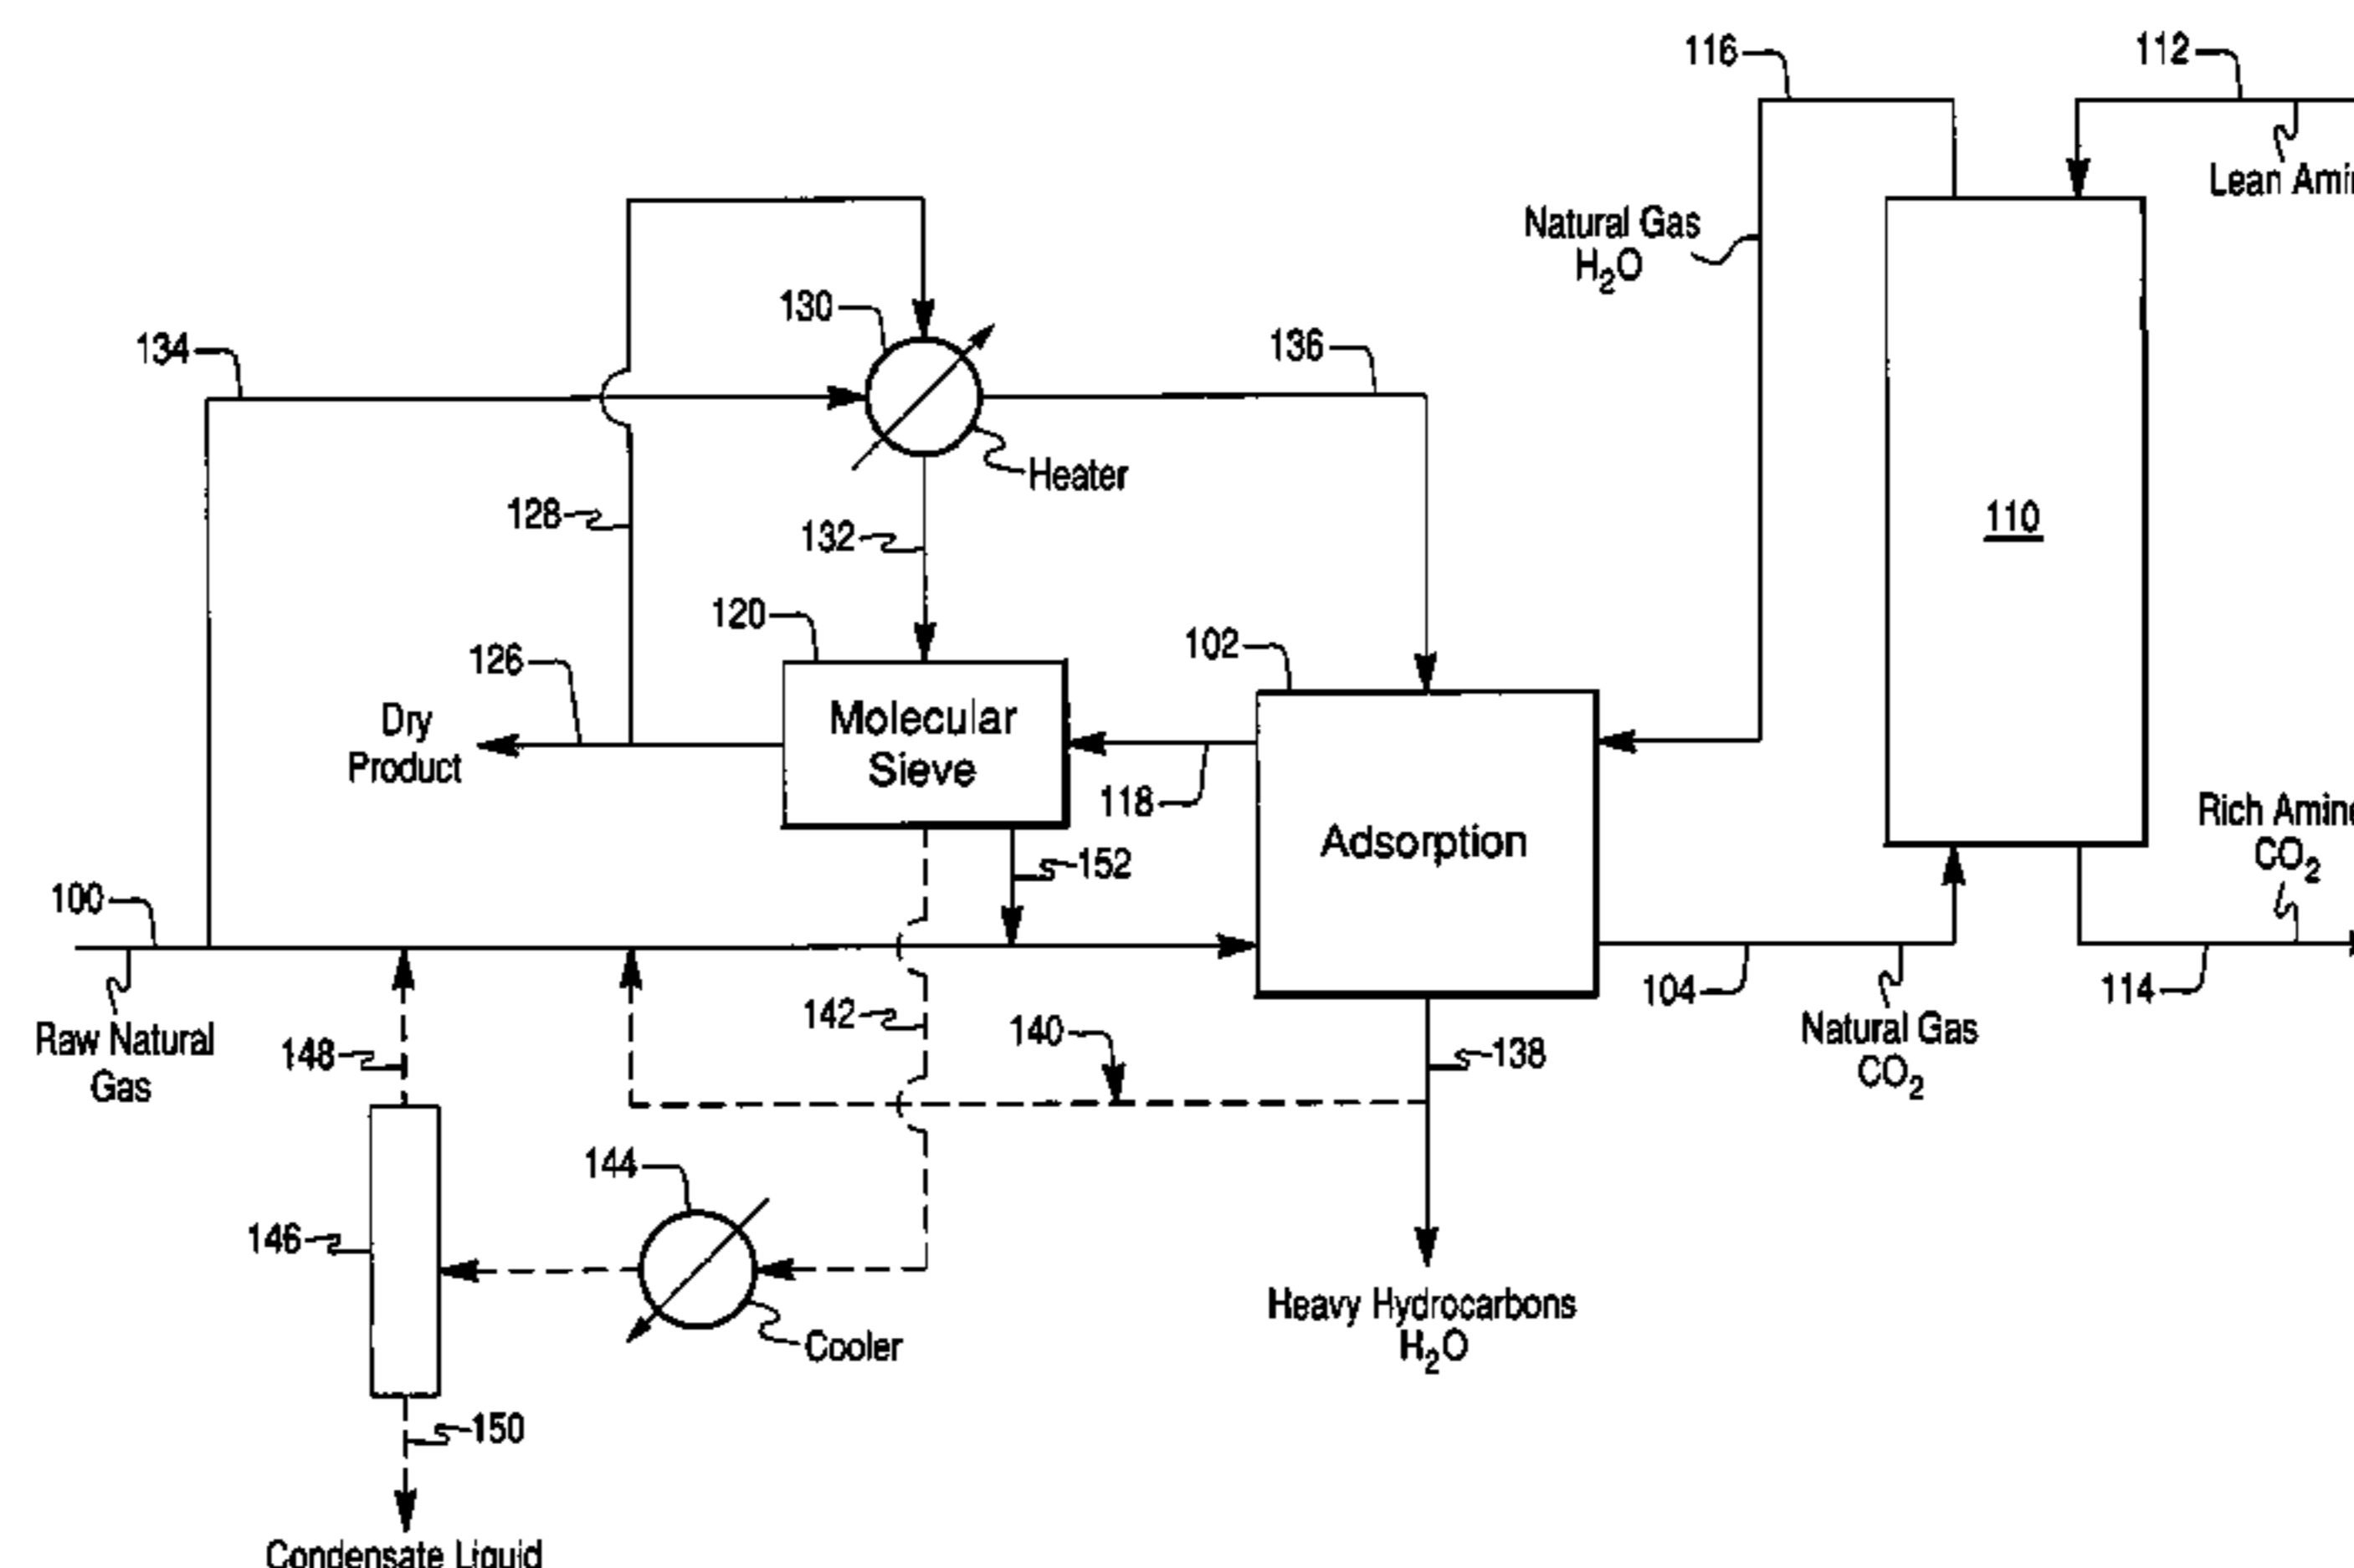 116
112
Lean Amin
Natural Gas
H2O
130
134
136
Heater
128
132
110
120
102
126
Molecular
Sieve
Dry
Product
118
Rich Amine
CO2
Adsorption
152
100
142
104
114
Raw Natural
Gas
148
140
138
Natural Gas
CO2
144
146
Heavy Hydrocarbons
H2O
Cooler
150
Condensate Liquid